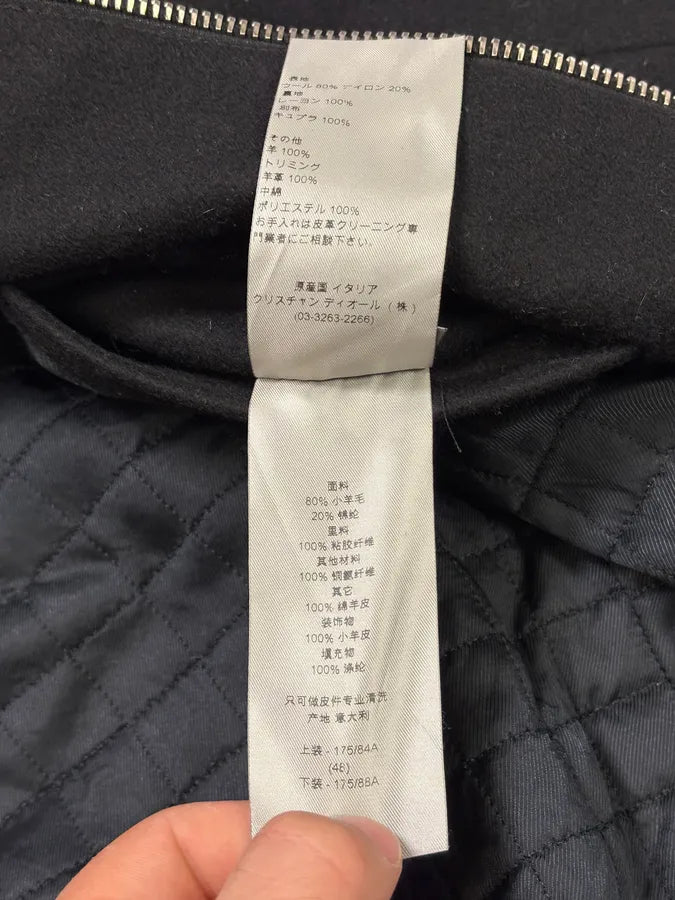 表地
ウール 80% ナイロン 20%
裏地
レーヨン 100%
別布
キュプラ 100%
その他
羊 100%
トリミング
羊革 100%
中綿
ポリエステル 100%
お手入れは皮革クリーニング専
門業者にご相談下さい。
原産国 イタリア
クリスチャン ディオール (株)
(03-3263-2266)
面料
80% 小羊毛
20% 锦纶
里料
100% 粘胶纤维
其他材料
100% 铜氨纤维
其它
100% 绵羊皮
装饰物
100% 小羊皮
填充物
100% 涤纶
只可做皮件专业清洗
产地 意大利
上装 - 175/84A
(48)
下装 - 175/88A